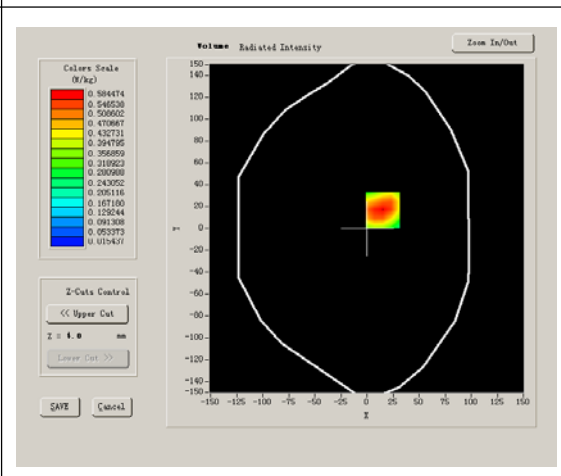 Volume Radiated Intensity
Zoom In/Out
Colors Scale
(W/kg)
0.584474
0.546538
0.508602
0.470667
0.432731
0.394795
0.356859
0.318923
0.280988
0.243052
0.205116
0.167180
0.129244
0.091308
0.053373
0.015437
150
140
120
100
80
60
40
20
0
-20
-40
-60
-80
-100
-120
-140
-150
Y
-150 -125 -100 -75 -50 -25 0 25 50 75 100 125 150
X
Z-Cuts Control
<< Upper Cut
Z = 4.0 mm
Lower Cut >>
SAVE Cancel